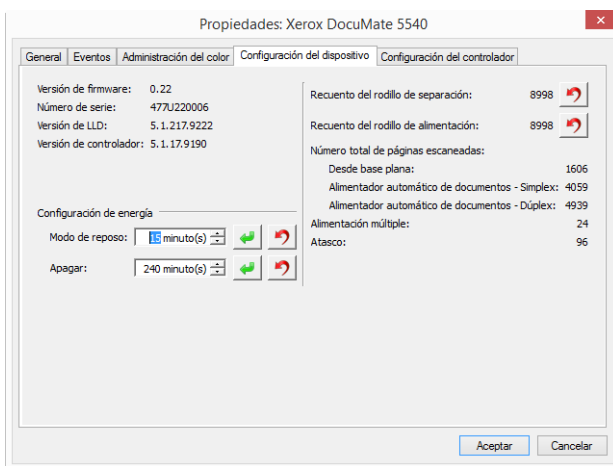 Propiedades: Xerox DocuMate 5540
General Eventos Administración del color Configuración del dispositivo Configuración del controlador
Versión de firmware: 0.22
Número de serie: 477U220006
Versión de LLD: 5.1.217.9222
Versión de controlador: 5.1.17.9190
Configuración de energía
Modo de reposo: 15 minuto(s)
Apagar: 240 minuto(s)
Recuento del rodillo de separación: 8998
Recuento del rodillo de alimentación: 8998
Número total de páginas escaneadas:
Desde base plana: 1606
Alimentador automático de documentos - Simplex: 4059
Alimentador automático de documentos - Dúplex: 4939
Alimentación múltiple: 24
Atasco: 96
Aceptar Cancelar